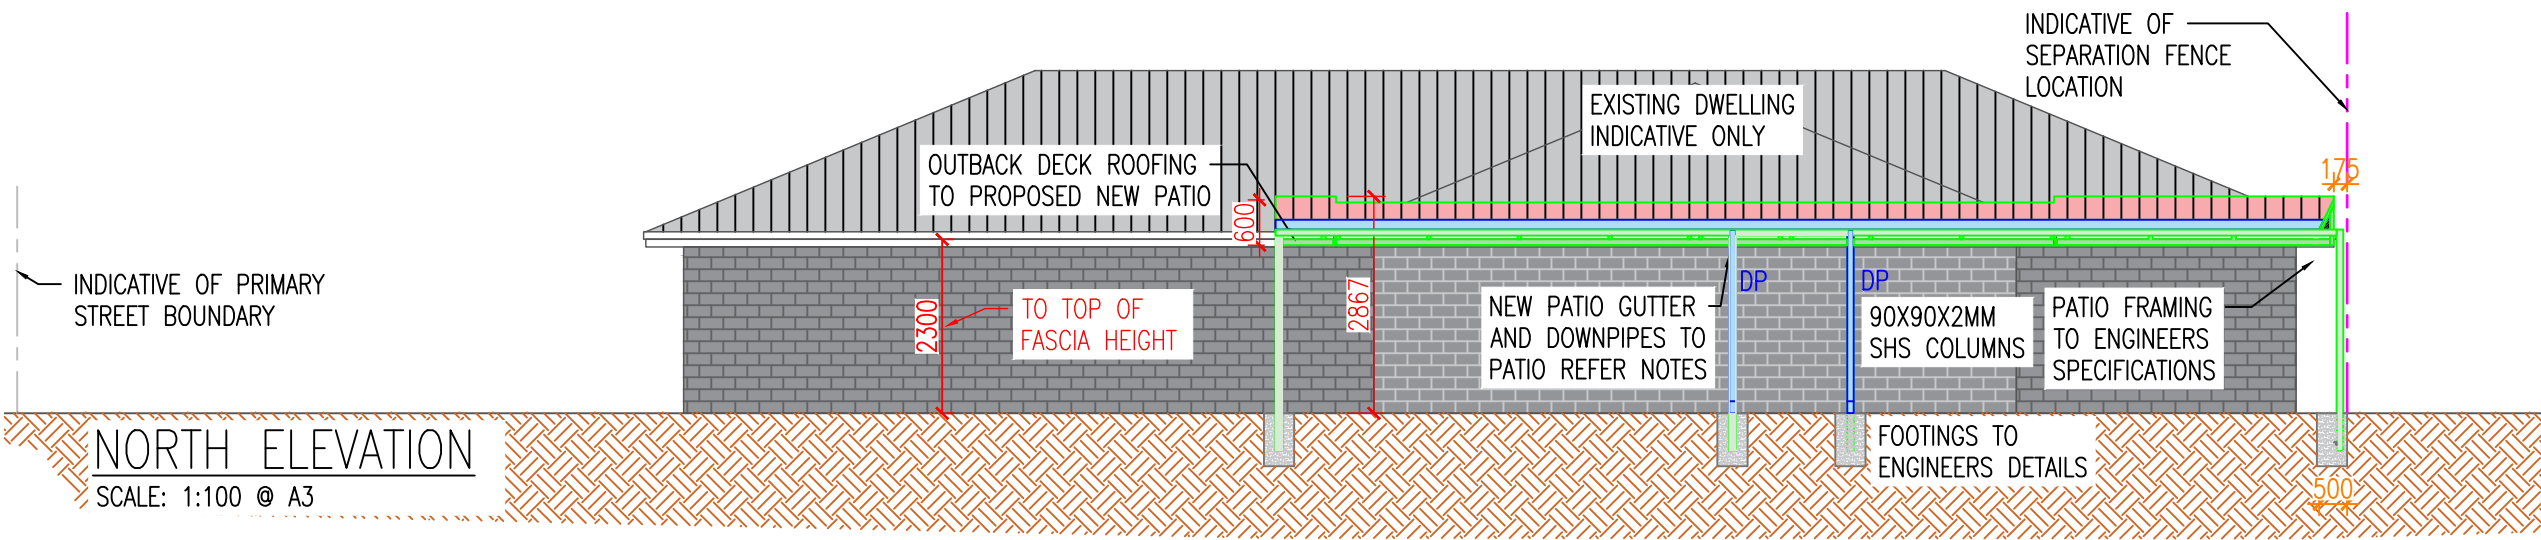 INDICATIVE OF
SEPARATION FENCE
LOCATION
EXISTING DWELLING
INDICATIVE ONLY
OUTBACK DECK ROOFING
TO PROPOSED NEW PATIO
175
600
INDICATIVE OF PRIMARY
STREET BOUNDARY
2300
TO TOP OF
FASCIA HEIGHT
2867
NEW PATIO GUTTER
AND DOWNPIPES TO
PATIO REFER NOTES
DP
DP
90X90X2MM
SHS COLUMNS
PATIO FRAMING
TO ENGINEERS
SPECIFICATIONS
NORTH ELEVATION
SCALE: 1:100 @ A3
FOOTINGS TO
ENGINEERS DETAILS
500